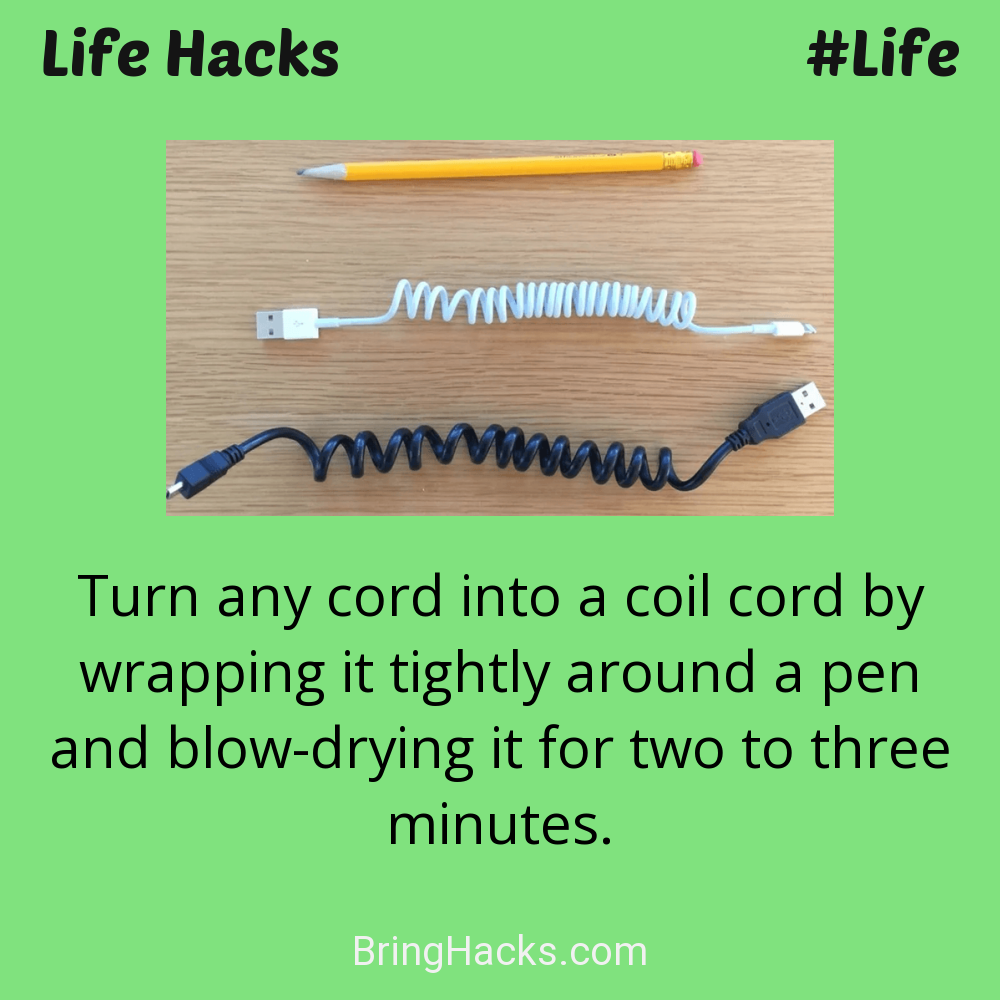 Life Hacks
#Life
Turn any cord into a coil cord by
wrapping it tightly around a pen
and blow-drying it for two to three
minutes.
BringHacks.com